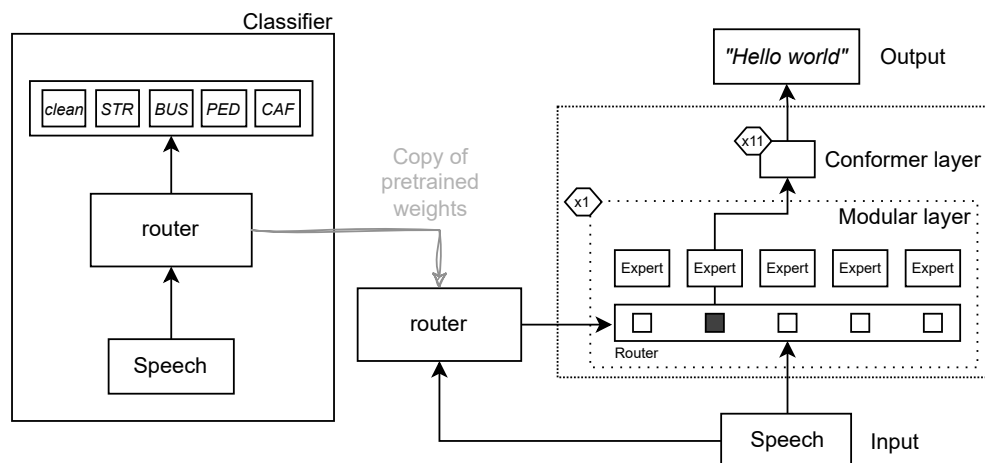 Classifier
clean STR BUS PED CAF
router
Speech
Copy of
pretrained
weights
router
"Hello world" Output
x11
Conformer layer
x1
Modular layer
Expert Expert Expert Expert Expert
Router
Speech Input